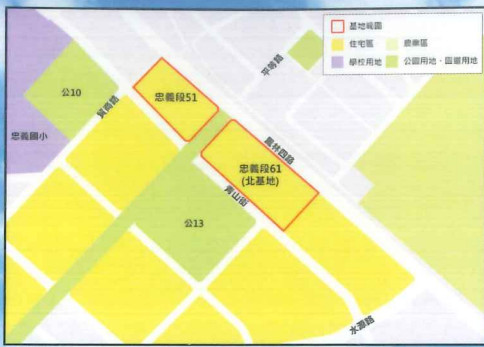 基地範圍
住宅區
農業區
學校用地
公園用地、園道用地
平等路
公10
貿商路
忠義段51
忠義國小
鳳林四路
忠義段61
(北基地)
青山街
公13
水源路